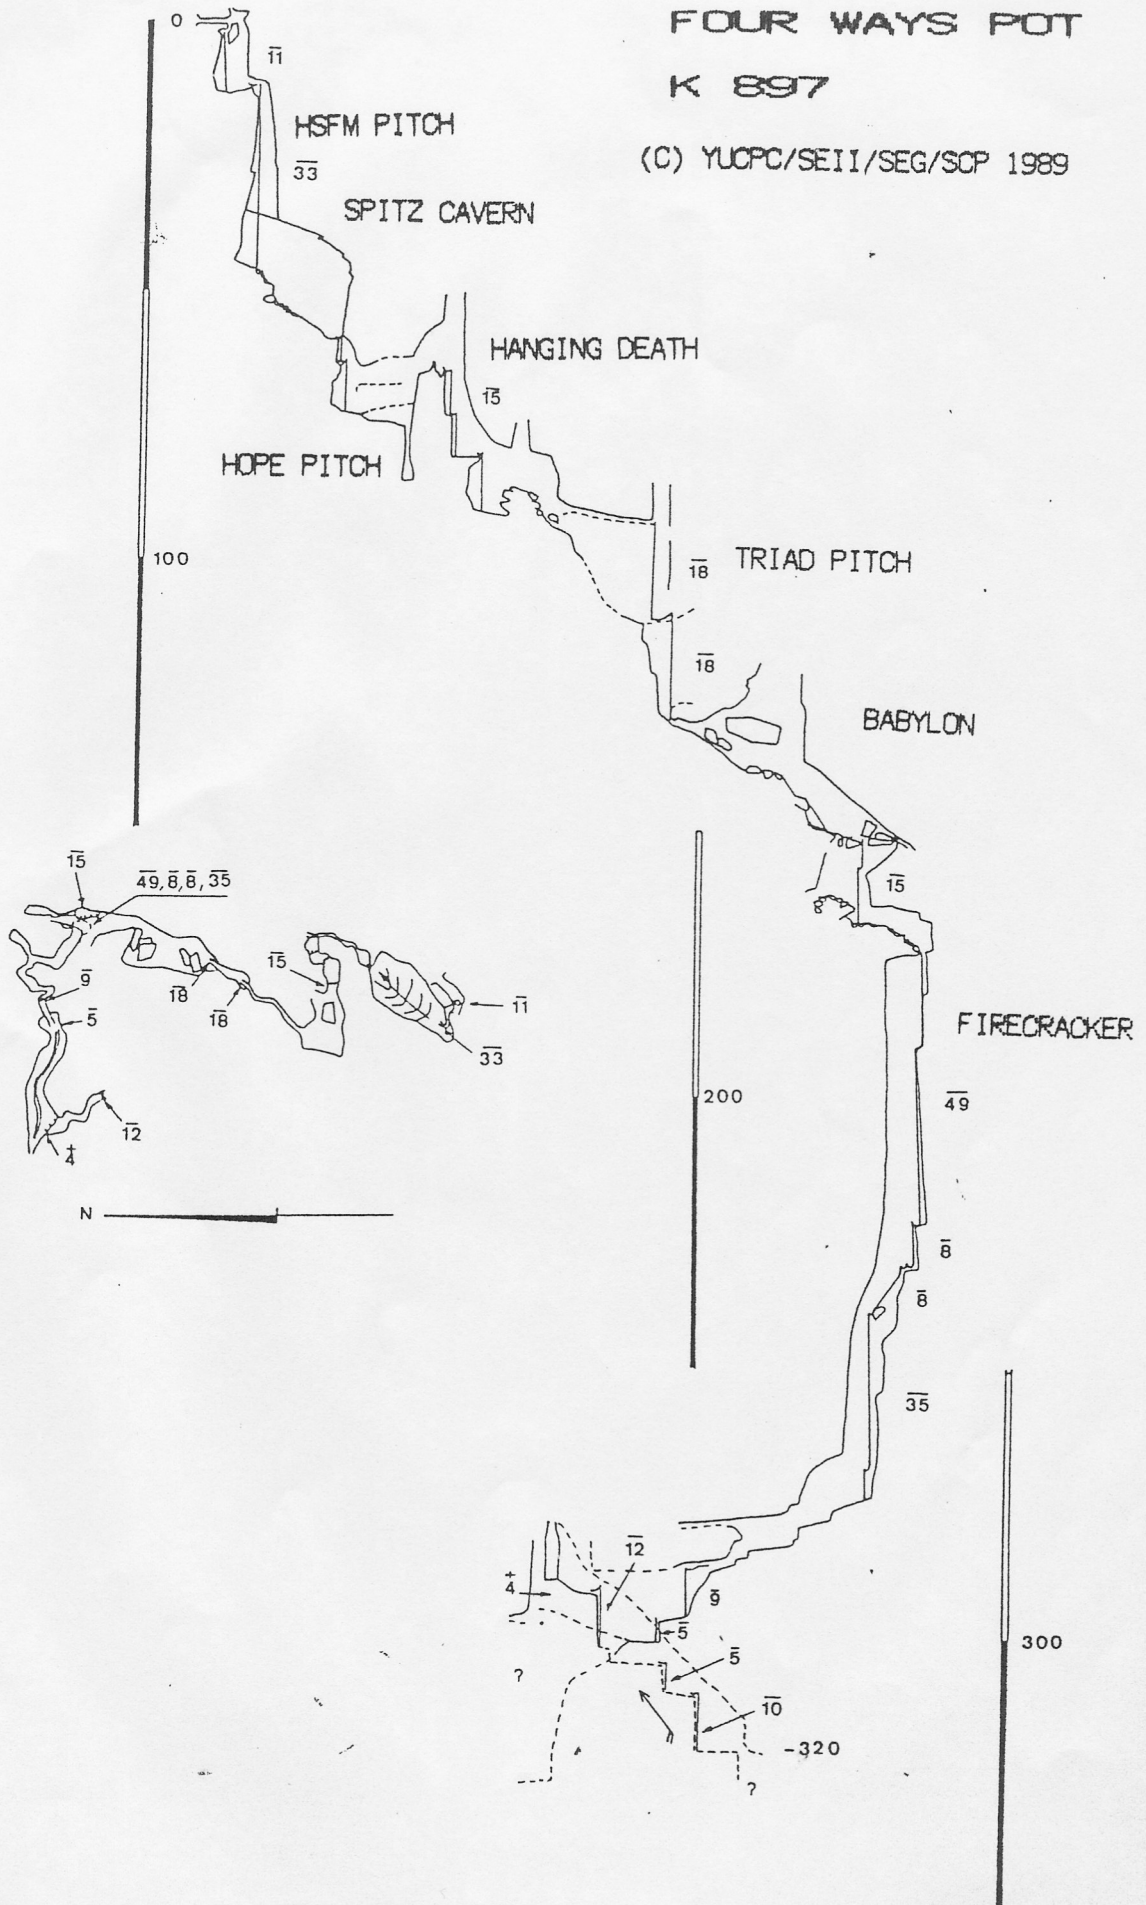 FOUR WAYS POT
K 897
(C) YUCPC/SEII/SEG/SCP 1989
0
11
HSFM PITCH
33
SPITZ CAVERN
HANGING DEATH
15
HOPE PITCH
100
18
TRIAD PITCH
18
BABYLON
15
15
49, 8, 8, 35
9
5
18
18
15
11
33
12
+4
N
FIRECRACKER
200
49
8
8
35
12
+4
9
5
5
?
10
-320
?
300